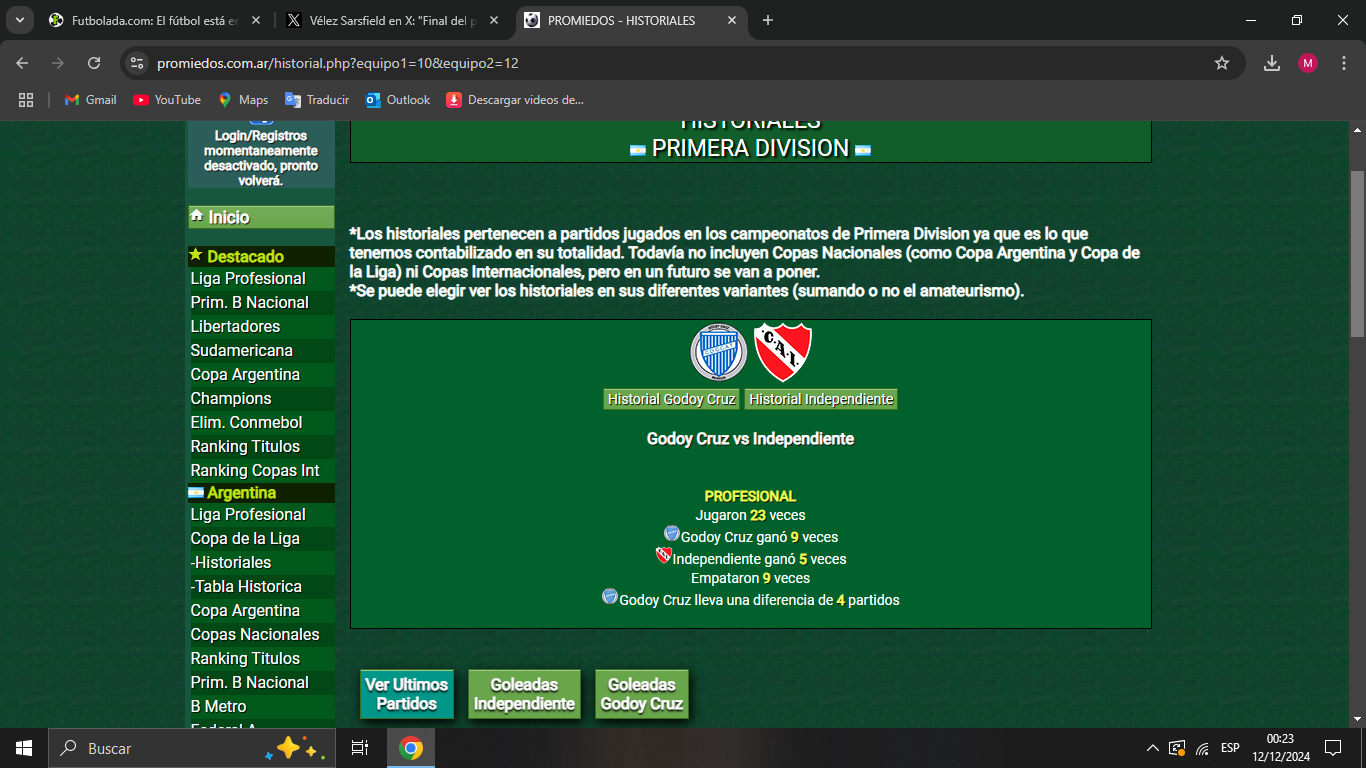 Futbolada.com: El fútbol está en
Vélez Sarsfield en X: "Final del p
PROMIEDOS - HISTORIALES
promiedos.com.ar/historial.php?equipo1=10&equipo2=12
M
Gmail
YouTube
Maps
Traducir
Outlook
Descargar videos de...
Login/Registros
momentaneamente
desactivado, pronto
volverá.
Inicio
Destacado
Liga Profesional
Prim. B Nacional
Libertadores
Sudamericana
Copa Argentina
Champions
Elim. Conmebol
Ranking Titulos
Ranking Copas Int
Argentina
Liga Profesional
Copa de la Liga
-Historiales
-Tabla Historica
Copa Argentina
Copas Nacionales
Ranking Titulos
Prim. B Nacional
B Metro
Federal A
HISTORIALES
PRIMERA DIVISION
*Los historiales pertenecen a partidos jugados en los campeonatos de Primera Division ya que es lo que
tenemos contabilizado en su totalidad. Todavía no incluyen Copas Nacionales (como Copa Argentina y Copa de
la Liga) ni Copas Internacionales, pero en un futuro se van a poner.
*Se puede elegir ver los historiales en sus diferentes variantes (sumando o no el amateurismo).
C.A.I.
Historial Godoy Cruz
Historial Independiente
Godoy Cruz vs Independiente
PROFESIONAL
Jugaron 23 veces
Godoy Cruz ganó 9 veces
Independiente ganó 5 veces
Empataron 9 veces
Godoy Cruz lleva una diferencia de 4 partidos
Ver Ultimos
Partidos
Goleadas
Independiente
Goleadas
Godoy Cruz
Buscar
ESP
00:23
12/12/2024